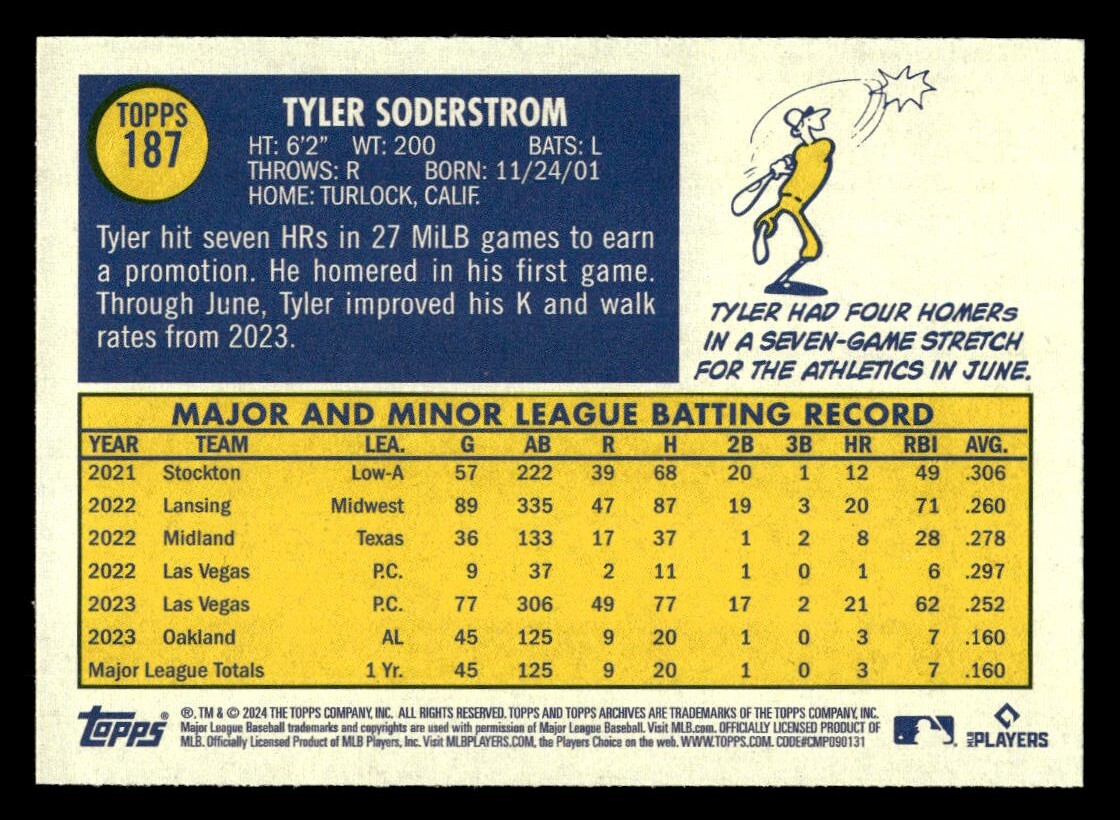 TOPPS
187
TYLER SODERSTROM
HT: 6'2" WT: 200 BATS: L
THROWS: R BORN: 11/24/01
HOME: TURLOCK, CALIF.
Tyler hit seven HRs in 27 MiLB games to earn
a promotion. He homered in his first game.
Through June, Tyler improved his K and walk
rates from 2023.
TYLER HAD FOUR HOMERS
IN A SEVEN-GAME STRETCH
FOR THE ATHLETICS IN JUNE.
MAJOR AND MINOR LEAGUE BATTING RECORD
YEAR TEAM LEA. G AB R H 2B 3B HR RBI AVG.
2021 Stockton Low-A 57 222 39 68 20 1 12 49 .306
2022 Lansing Midwest 89 335 47 87 19 3 20 71 .260
2022 Midland Texas 36 133 17 37 1 2 8 28 .278
2022 Las Vegas P.C. 9 37 2 11 1 0 1 6 .297
2023 Las Vegas P.C. 77 306 49 77 17 2 21 62 .252
2023 Oakland AL 45 125 9 20 1 0 3 7 .160
Major League Totals 1 Yr. 45 125 9 20 1 0 3 7 .160
topps®
®, TM & © 2024 THE TOPPS COMPANY, INC. ALL RIGHTS RESERVED. TOPPS AND TOPPS ARCHIVES ARE TRADEMARKS OF THE TOPPS COMPANY, INC.
Major League Baseball trademarks and copyrights are used with permission of Major League Baseball. Visit MLB.com. OFFICIALLY LICENSED PRODUCT OF
MLB. Officially Licensed Product of MLB Players, Inc. Visit MLBPLAYERS.COM, the Players Choice on the web. WWW.TOPPS.COM. CODE#CMP090131
MLB PLAYERS